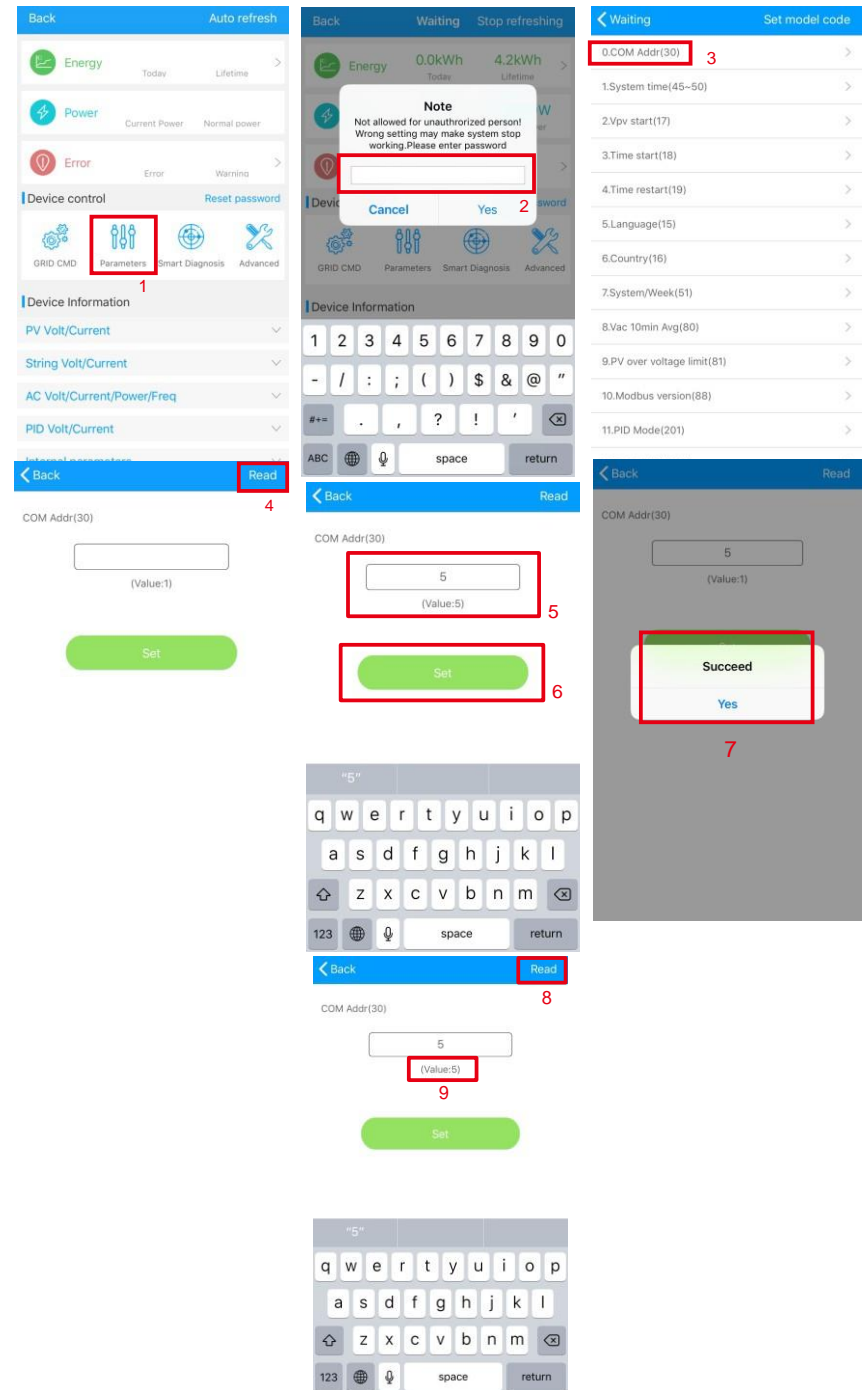 Back Auto refresh
Energy
Today Lifetime
Power
Current Power Normal power
Error
Error Warning
Device control Reset password
GRID CMD Parameters Smart Diagnosis Advanced
1
Device Information
PV Volt/Current
String Volt/Current
AC Volt/Current/Power/Freq
PID Volt/Current
Internal parameters
Back Waiting Stop refreshing
Energy 0.0kWh 4.2kWh
Today Lifetime
W
Note
Not allowed for unauthrorized person!
Wrong setting may make system stop
working.Please enter password
Cancel Yes
2
Devic sword
GRID CMD Parameters Smart Diagnosis Advanced
Device Information
1 2 3 4 5 6 7 8 9 0
- / : ; ( ) $ & @ "
#+= . , ? ! '
ABC space return
Waiting Set model code
0.COM Addr(30)
3
1.System time(45~50)
2.Vpv start(17)
3.Time start(18)
4.Time restart(19)
5.Language(15)
6.Country(16)
7.System/Week(51)
8.Vac 10min Avg(80)
9.PV over voltage limit(81)
10.Modbus version(88)
11.PID Mode(201)
Back Read
4
COM Addr(30)
(Value:1)
Set
Back Read
COM Addr(30)
5
(Value:5)
5
Set
6
"5"
q w e r t y u i o p
a s d f g h j k l
z x c v b n m
123 space return
Back Read
COM Addr(30)
5
(Value:1)
Succeed
Yes
7
Back Read
8
COM Addr(30)
5
(Value:5)
9
Set
"5"
q w e r t y u i o p
a s d f g h j k l
z x c v b n m
123 space return